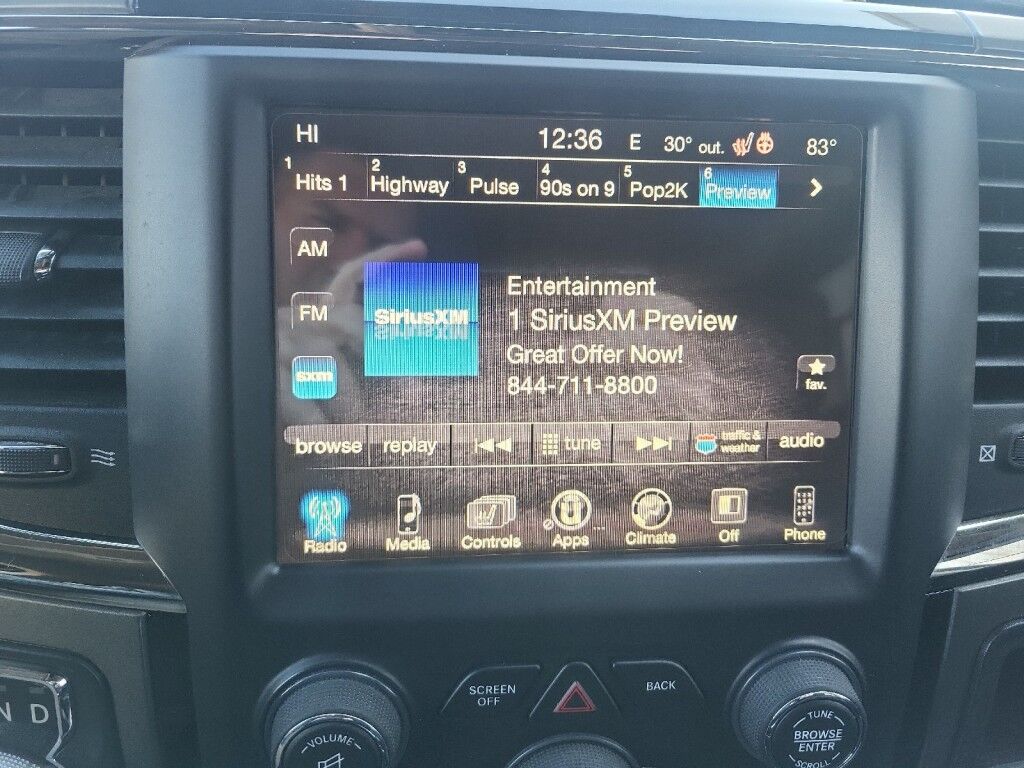 HI 12:36 E 30° out. 83°
1 Hits 1 2 Highway 3 Pulse 4 90s on 9 5 Pop2K 6 Preview
AM
FM
sxm
SiriusXM
Entertainment
1 SiriusXM Preview
Great Offer Now!
844-711-8800
fav.
browse replay tune traffic & weather audio
Radio Media Controls Apps Climate Off Phone
SCREEN
OFF
BACK
VOLUME
TUNE
BROWSE
ENTER
SCROLL
N D